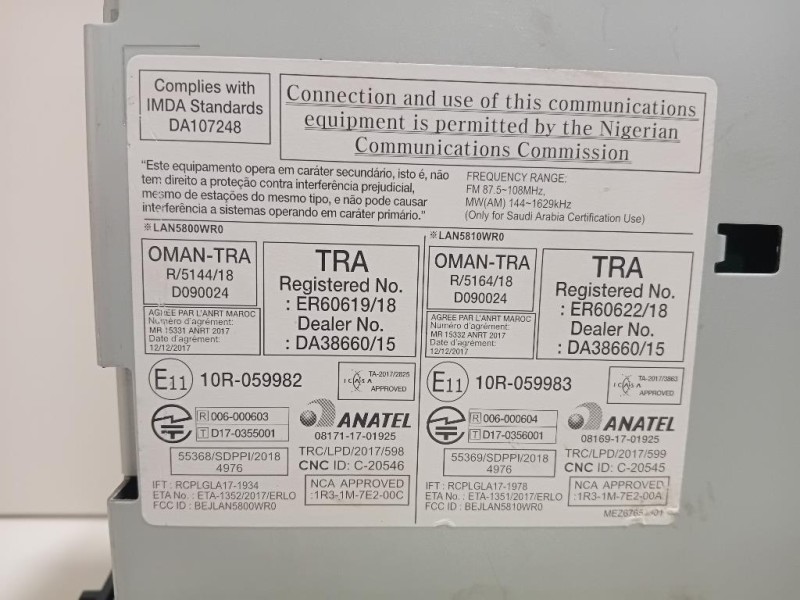 Complies with
IMDA Standards
DA107248
Connection and use of this communications
equipment is permitted by the Nigerian
Communications Commission
"Este equipamento opera em caráter secundário, isto é, não
tem direito a proteção contra interferência prejudicial,
mesmo de estações do mesmo tipo, e não pode causar
interferência a sistemas operando em caráter primário."
FREQUENCY RANGE:
FM 87.5~108MHz,
MW(AM) 144~1629kHz
(Only for Saudi Arabia Certification Use)
※LAN5800WR0
OMAN-TRA
R/5144/18
D090024
TRA
Registered No.
: ER60619/18
Dealer No.
: DA38660/15
AGREE PAR L'ANRT MAROC
Numéro d'agrément:
MR 15331 ANRT 2017
Date d'agrément:
12/12/2017
E11 10R-059982
ICASA
TA-2017/2825
APPROVED
R 006-000603
T D17-0355001
ANATEL
08171-17-01925
55368/SDPPI/2018
4976
TRC/LPD/2017/598
CNC ID: C-20546
IFT : RCPLGLA17-1934
ETA No. : ETA-1352/2017/ERLO
FCC ID : BEJLAN5800WR0
NCA APPROVED
:1R3-1M-7E2-00C
※LAN5810WR0
OMAN-TRA
R/5164/18
D090024
TRA
Registered No.
: ER60622/18
Dealer No.
: DA38660/15
AGREE PAR L'ANRT MAROC
Numéro d'agrément:
MR 15332 ANRT 2017
Date d'agrément:
12/12/2017
E11 10R-059983
ICASA
TA-2017/3863
APPROVED
R 006-000604
T D17-0356001
ANATEL
08169-17-01925
55369/SDPPI/2018
4976
TRC/LPD/2017/599
CNC ID: C-20545
IFT : RCPLGLA17-1978
ETA No. : ETA-1351/2017/ERLO
FCC ID : BEJLAN5810WR0
NCA APPROVED
:1R3-1M-7E2-00A